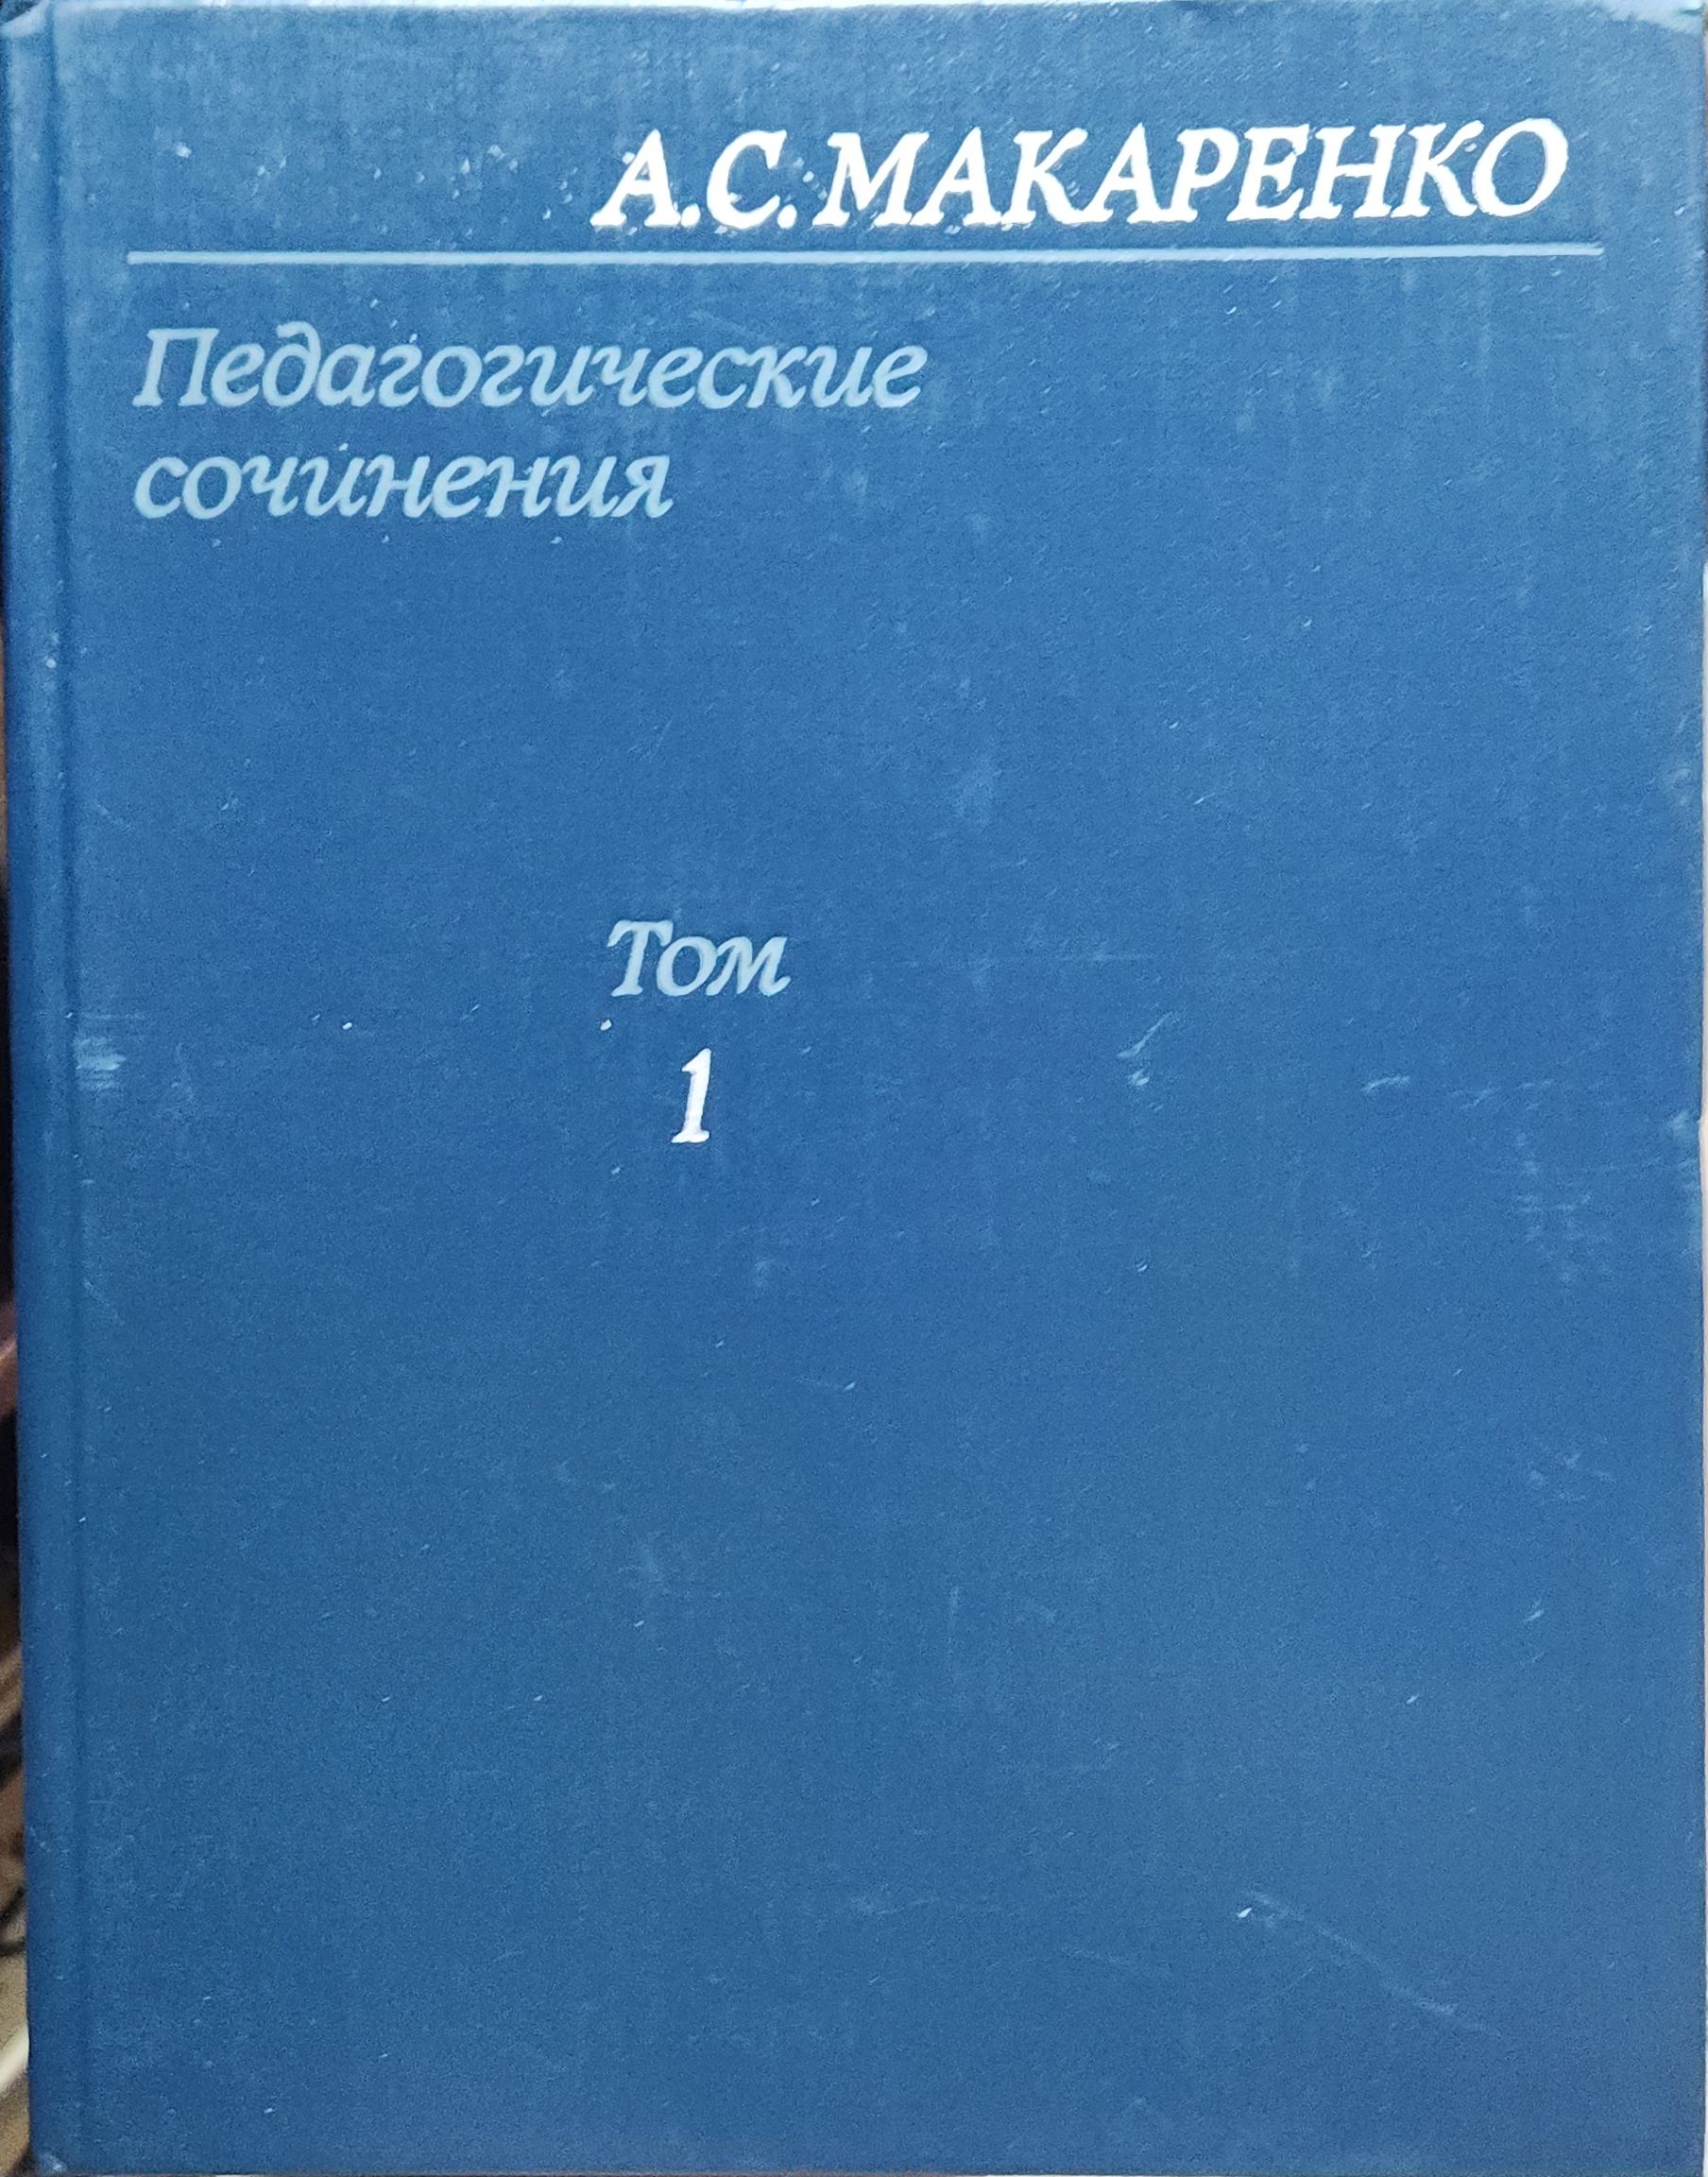 А.С.МАКАРЕНКО
Педагогические
сочинения
Том
1